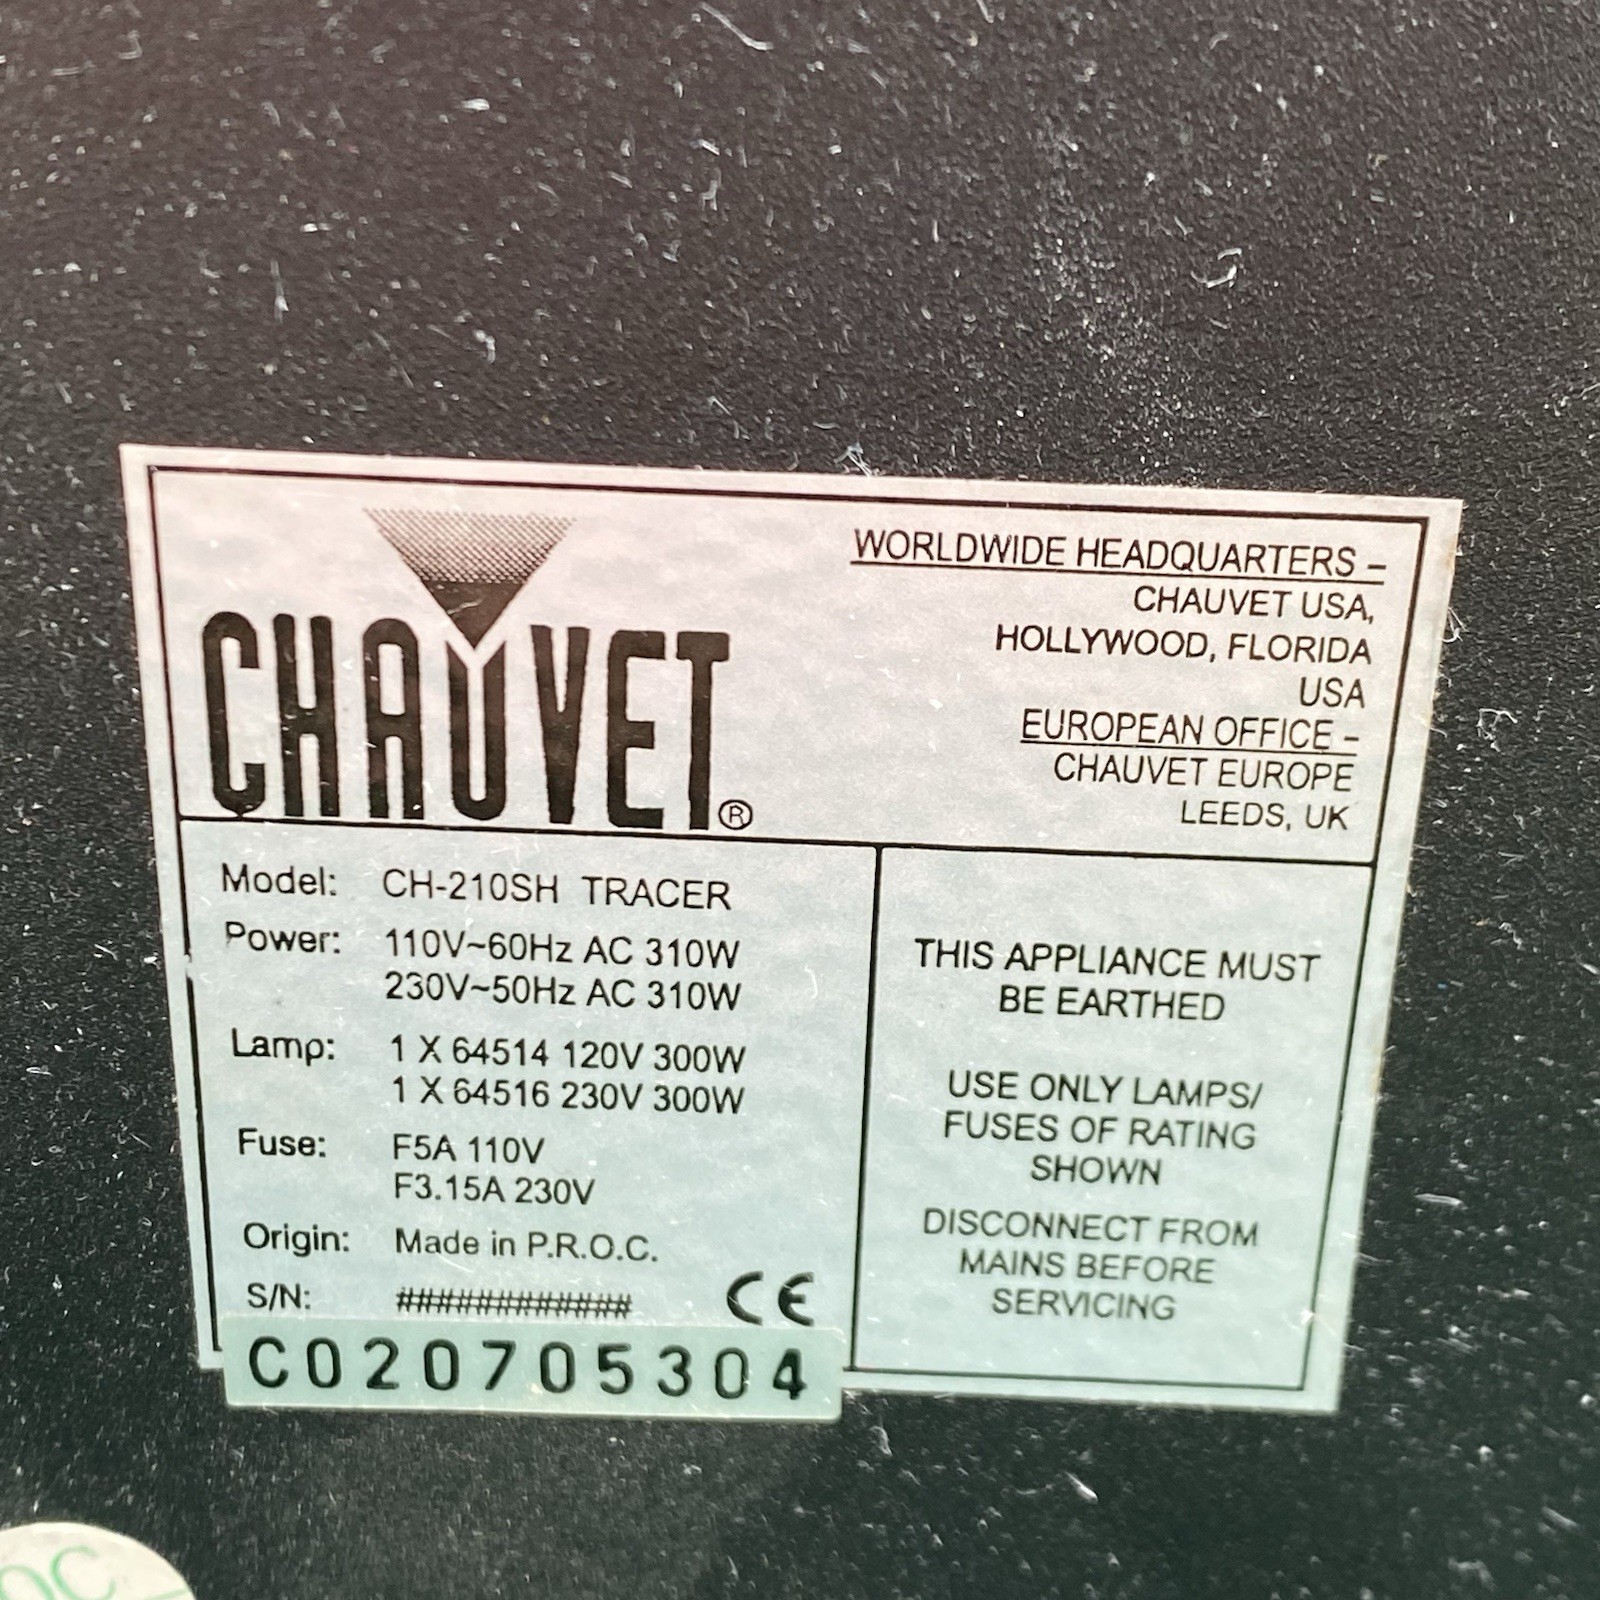 CHAUVET®
WORLDWIDE HEADQUARTERS –
CHAUVET USA,
HOLLYWOOD, FLORIDA
USA
EUROPEAN OFFICE –
CHAUVET EUROPE
LEEDS, UK
Model: CH-210SH TRACER
Power: 110V~60Hz AC 310W
230V~50Hz AC 310W
Lamp: 1 X 64514 120V 300W
1 X 64516 230V 300W
Fuse: F5A 110V
F3.15A 230V
Origin: Made in P.R.O.C.
S/N: #############
CE
C020705304
THIS APPLIANCE MUST
BE EARTHED
USE ONLY LAMPS/
FUSES OF RATING
SHOWN
DISCONNECT FROM
MAINS BEFORE
SERVICING